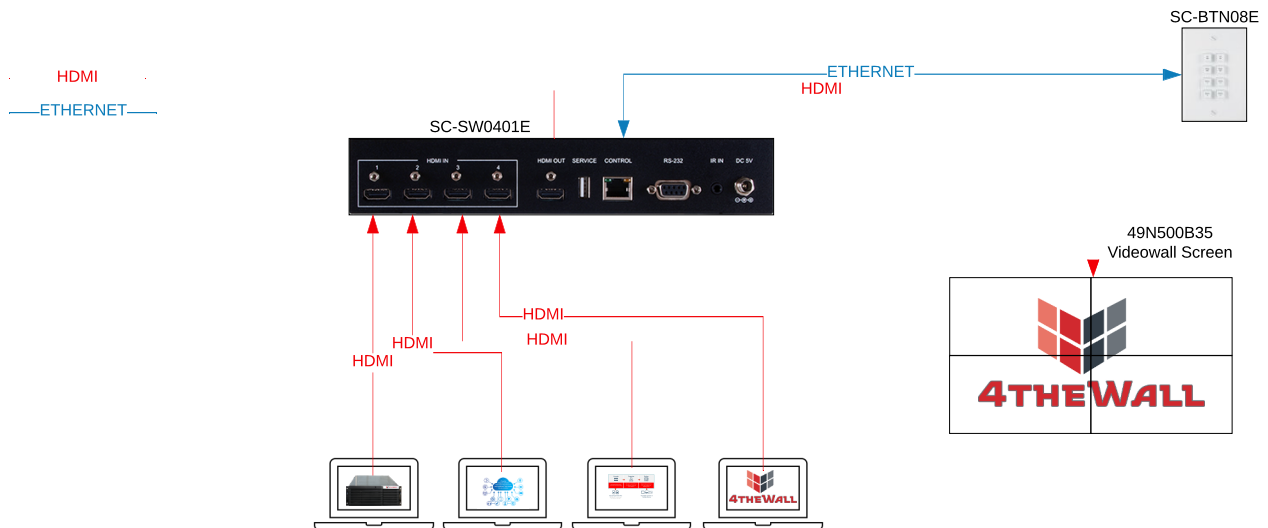 SC-BTN08E
HDMI
ETHERNET
ETHERNET
HDMI
SC-SW0401E
HDMI IN
1 2 3 4
HDMI OUT SERVICE CONTROL RS-232 IR IN DC 5V
49N500B35
Videowall Screen
HDMI
HDMI
HDMI
HDMI
4THEWALL
4THEWALL